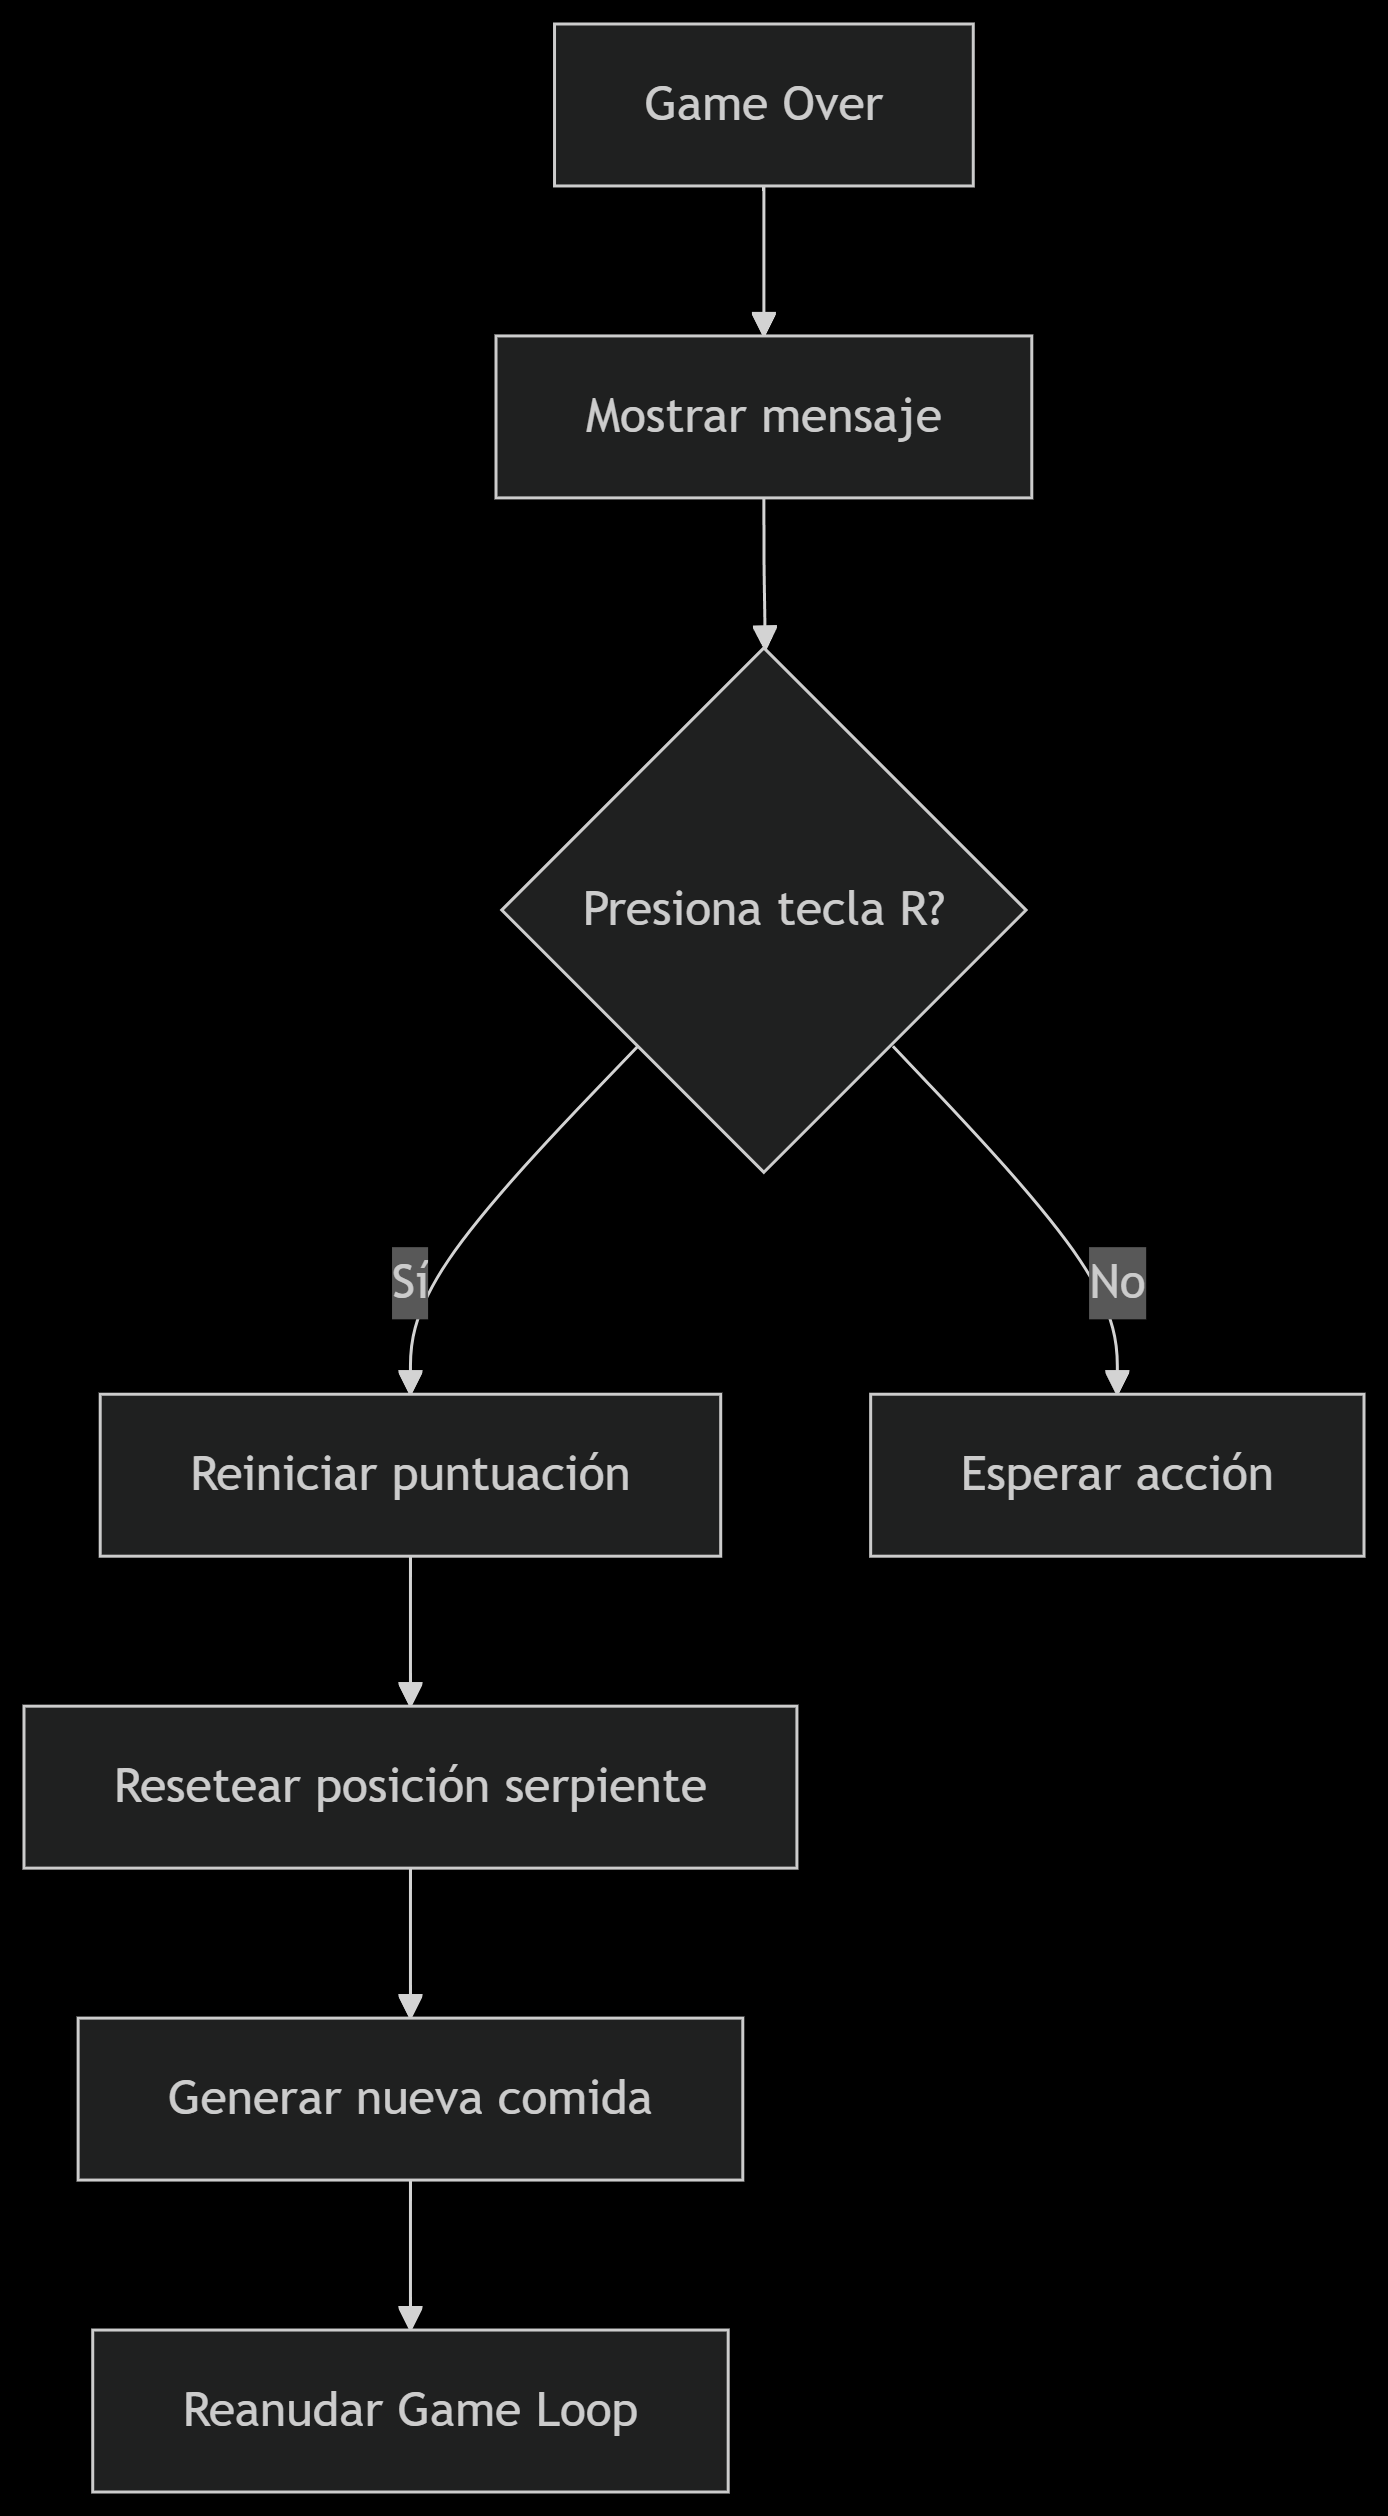 Game Over
Mostrar mensaje
Presiona tecla R?
Sí
No
Reiniciar puntuación
Esperar acción
Resetear posición serpiente
Generar nueva comida
Reanudar Game Loop